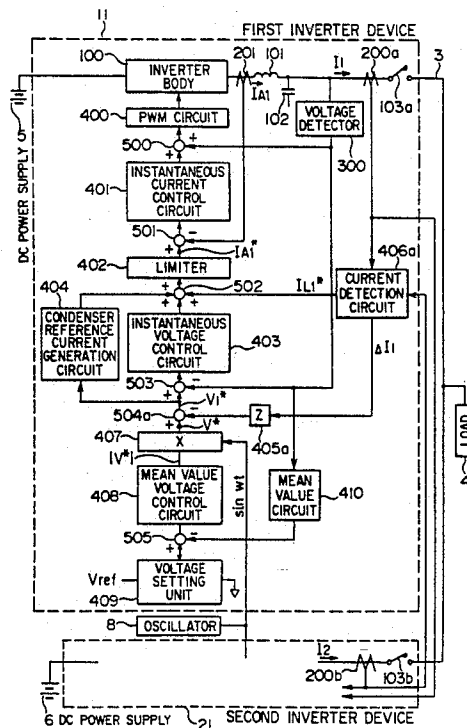 11
FIRST INVERTER DEVICE
100
INVERTER BODY
201
101
IA1
102
I1
200a
3
103a
400
PWM CIRCUIT
VOLTAGE DETECTOR
300
500
+
+
5
DC POWER SUPPLY
401
INSTANTANEOUS CURRENT CONTROL CIRCUIT
501
-
+
IA1*
402
LIMITER
406a
CURRENT DETECTION CIRCUIT
404
CONDENSER REFERENCE CURRENT GENERATION CIRCUIT
502
+
+
+
IL1*
INSTANTANEOUS VOLTAGE CONTROL CIRCUIT
403
ΔI1
503
-
+
V1*
504a
-
+
V*
Z
405a
407
X
|V*|
sin wt
408
MEAN VALUE VOLTAGE CONTROL CIRCUIT
MEAN VALUE CIRCUIT
410
505
-
+
LOAD
Vref
409
VOLTAGE SETTING UNIT
8
OSCILLATOR
I2
200b
103b
6 DC POWER SUPPLY
21
SECOND INVERTER DEVICE